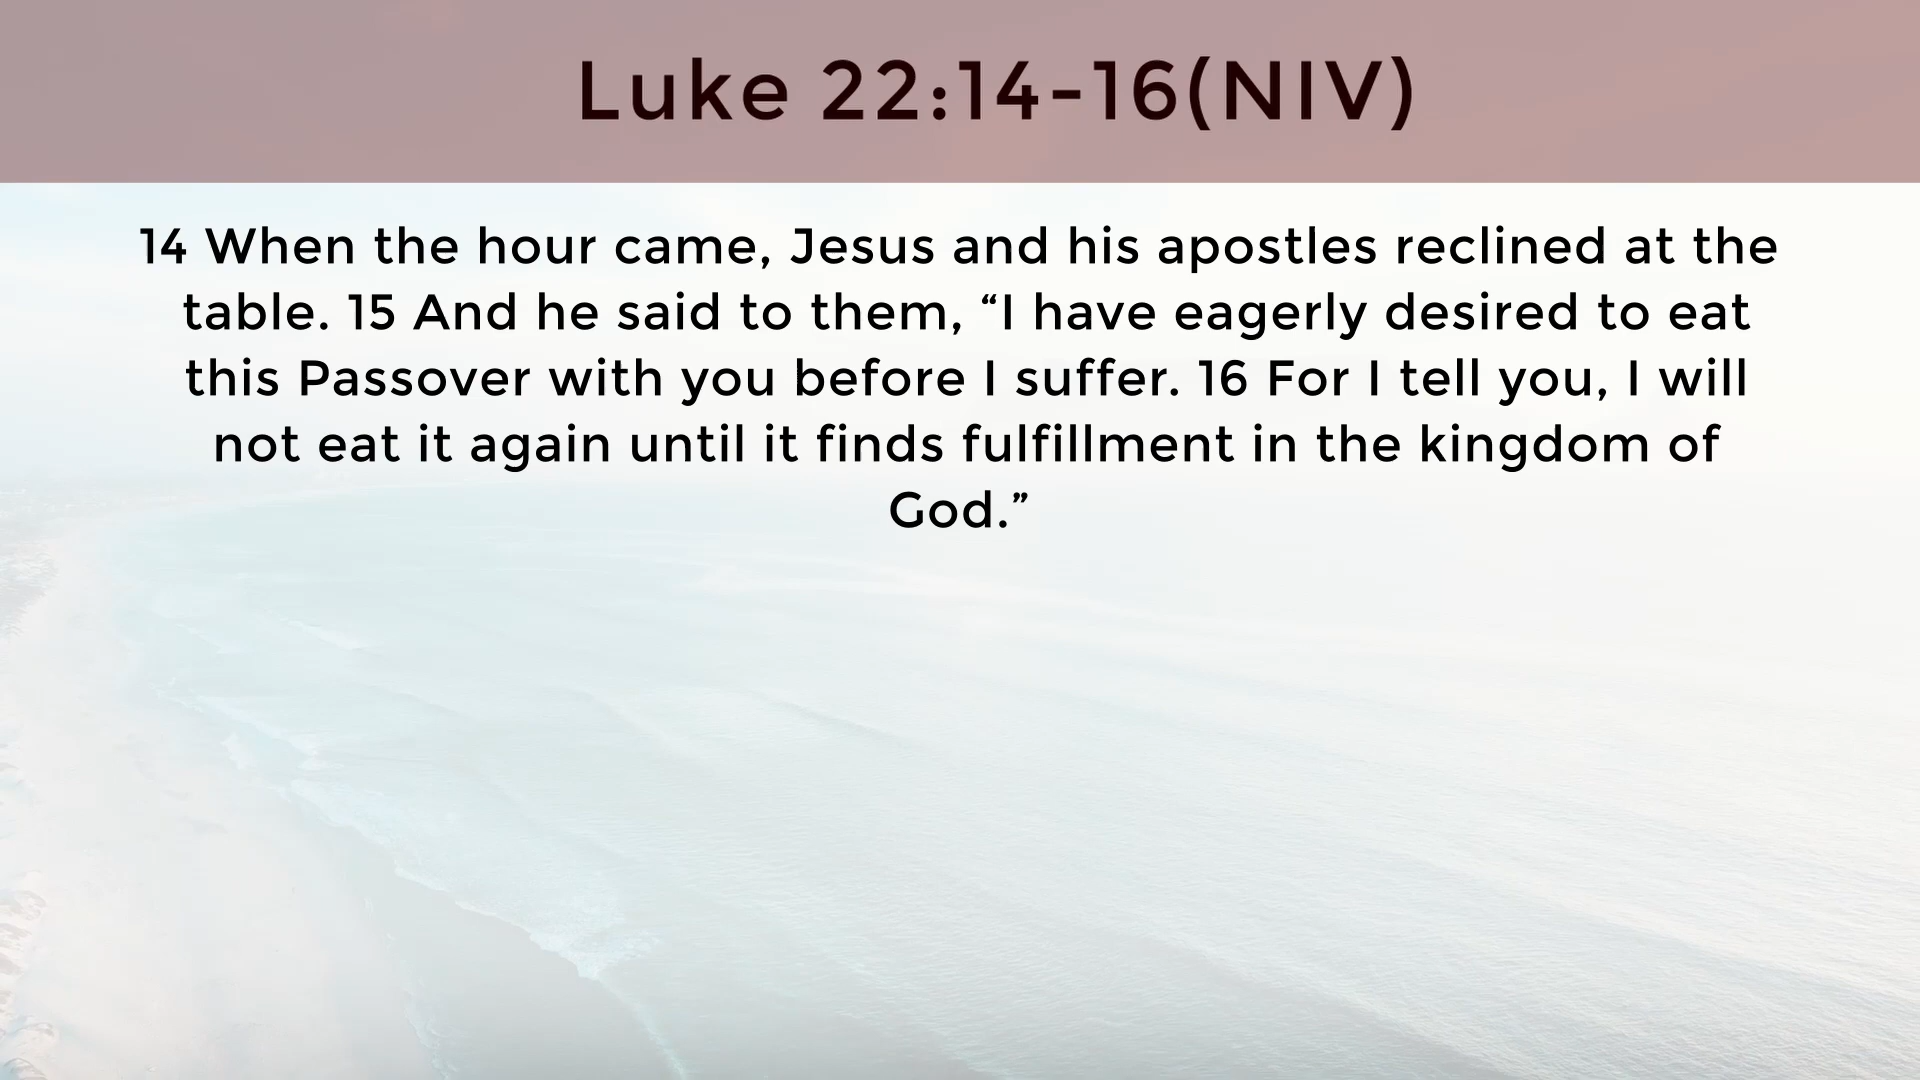 Luke 22:14-16(NIV)
14 When the hour came, Jesus and his apostles reclined at the
table. 15 And he said to them, “I have eagerly desired to eat
this Passover with you before I suffer. 16 For I tell you, I will
not eat it again until it finds fulfillment in the kingdom of
God.”